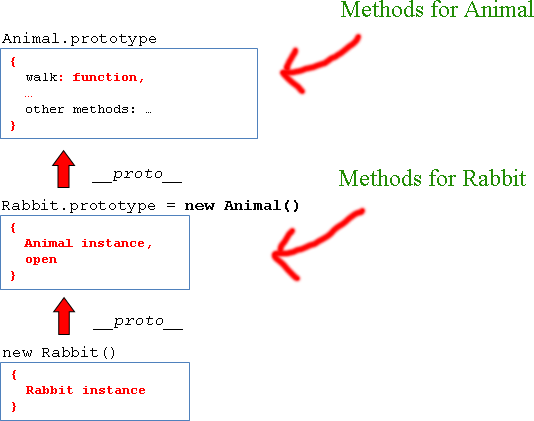 Methods for Animal
Animal.prototype
{
walk: function,
…
other methods: …
}
__proto__
Methods for Rabbit
Rabbit.prototype = new Animal()
{
Animal instance,
open
}
__proto__
new Rabbit()
{
Rabbit instance
}